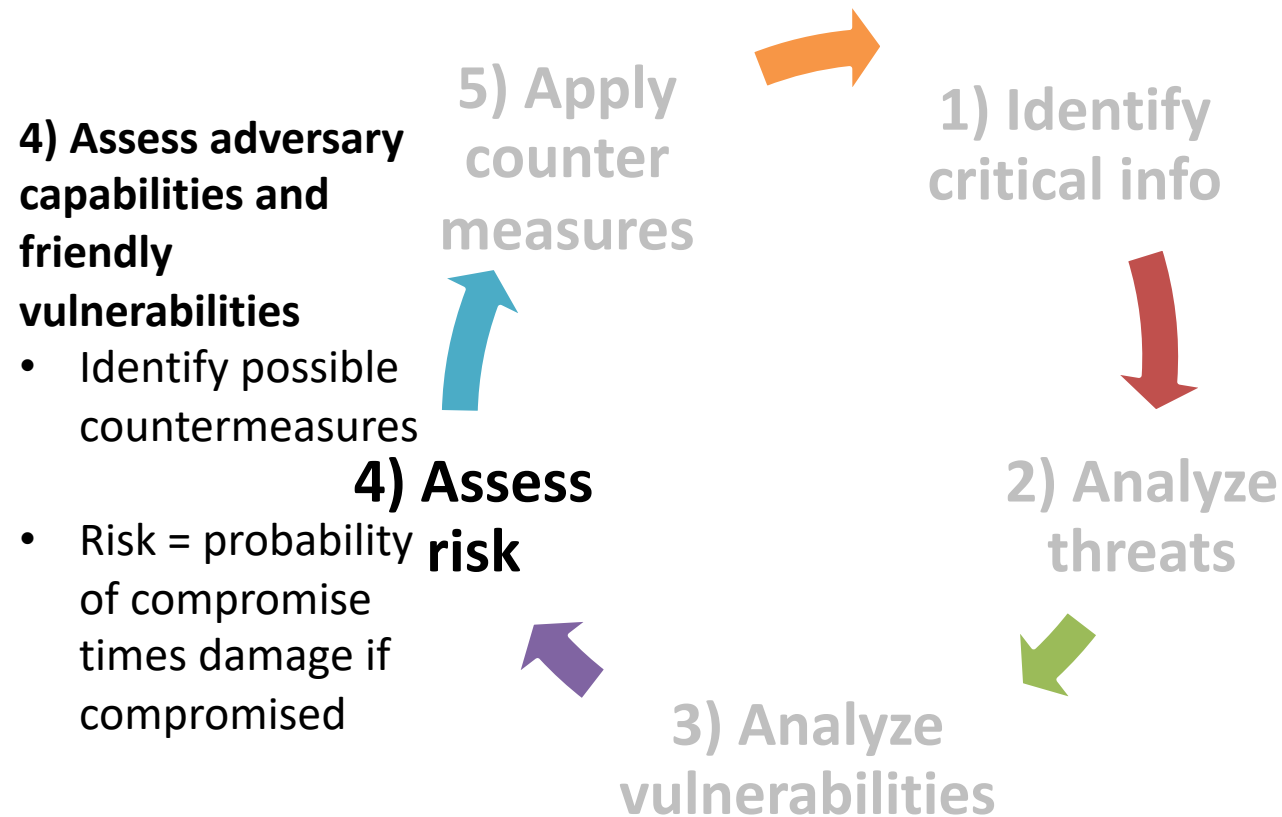 4) Assess adversary
capabilities and
friendly
vulnerabilities
• Identify possible
countermeasures
• Risk = probability
of compromise
times damage if
compromised
5) Apply
counter
measures
1) Identify
critical info
2) Analyze
threats
3) Analyze
vulnerabilities
4) Assess
risk